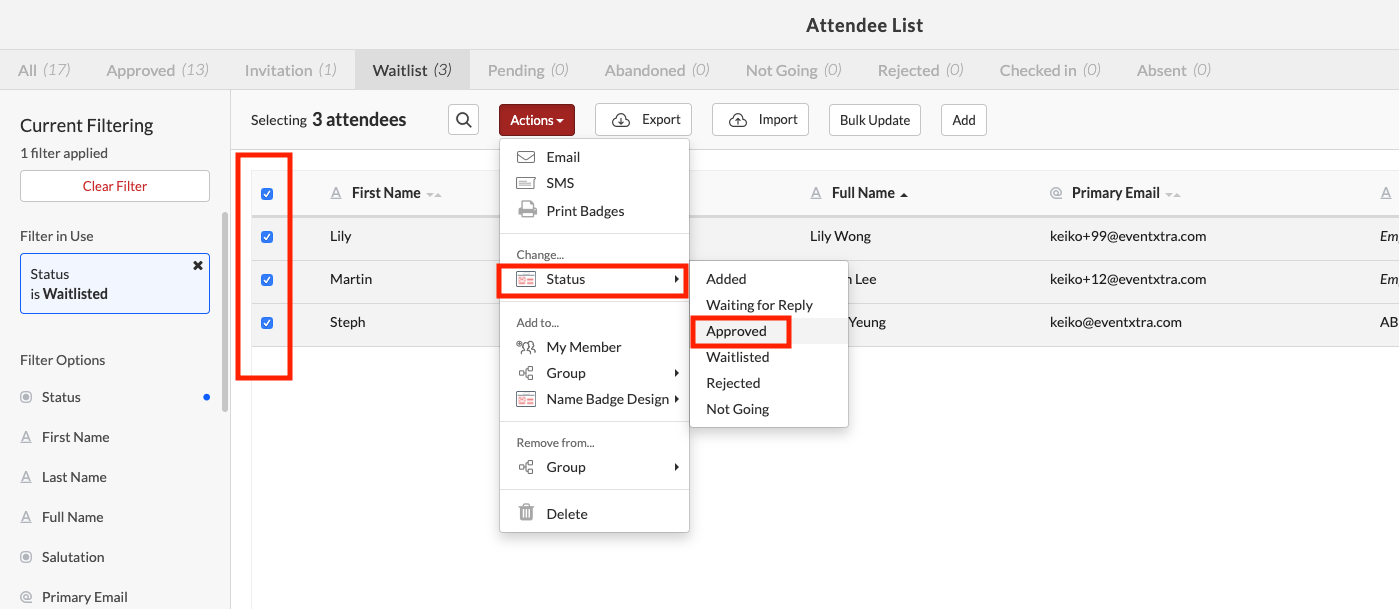 Attendee List
All (17) Approved (13) Invitation (1) Waitlist (3) Pending (0) Abandoned (0) Not Going (0) Rejected (0) Checked in (0) Absent (0)
Current Filtering
1 filter applied
Clear Filter
Filter in Use
Status
is Waitlisted
Filter Options
Status
First Name
Last Name
Full Name
Salutation
Primary Email
Selecting 3 attendees Actions Export Import Bulk Update Add
A First Name A Full Name @ Primary Email A
Lily Lily Wong keiko+99@eventxtra.com Em
Martin n Lee keiko+12@eventxtra.com Em
Steph Yeung keiko@eventxtra.com AB
Email
SMS
Print Badges
Change...
Status
Add to...
My Member
Group
Name Badge Design
Remove from...
Group
Delete
Added
Waiting for Reply
Approved
Waitlisted
Rejected
Not Going